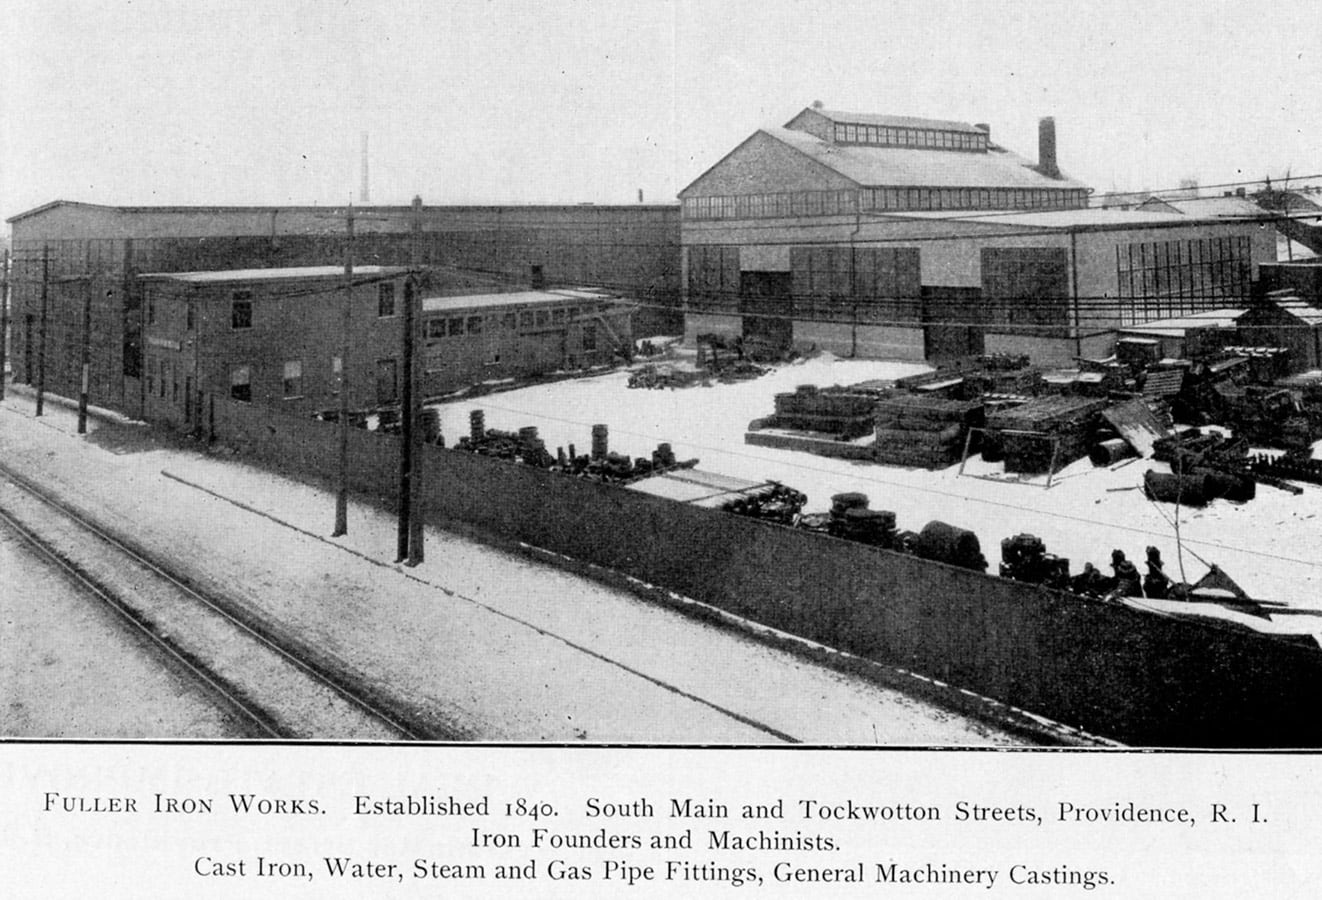 Fuller Iron Works. Established 1840. South Main and Tockwotton Streets, Providence, R. I.
Iron Founders and Machinists.
Cast Iron, Water, Steam and Gas Pipe Fittings, General Machinery Castings.